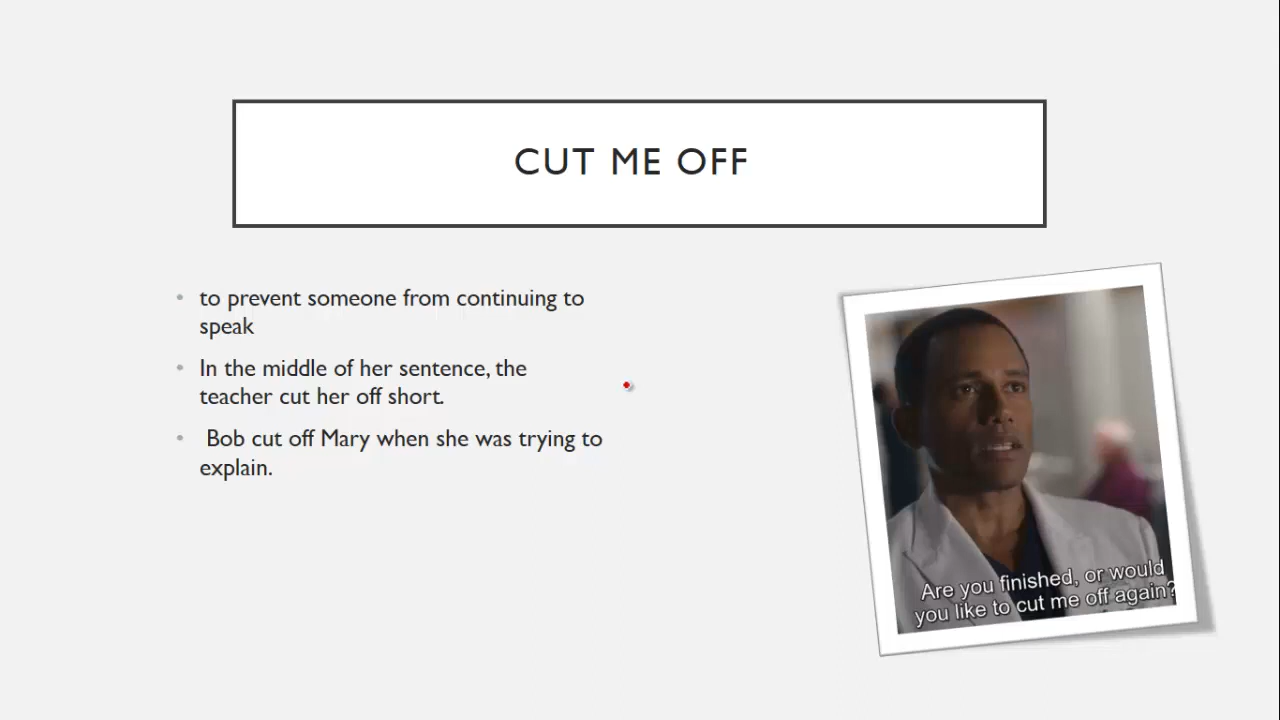 CUT ME OFF
to prevent someone from continuing to
speak
In the middle of her sentence, the
teacher cut her off short.
Bob cut off Mary when she was trying to
explain.
Are you finished, or would
you like to cut me off again?